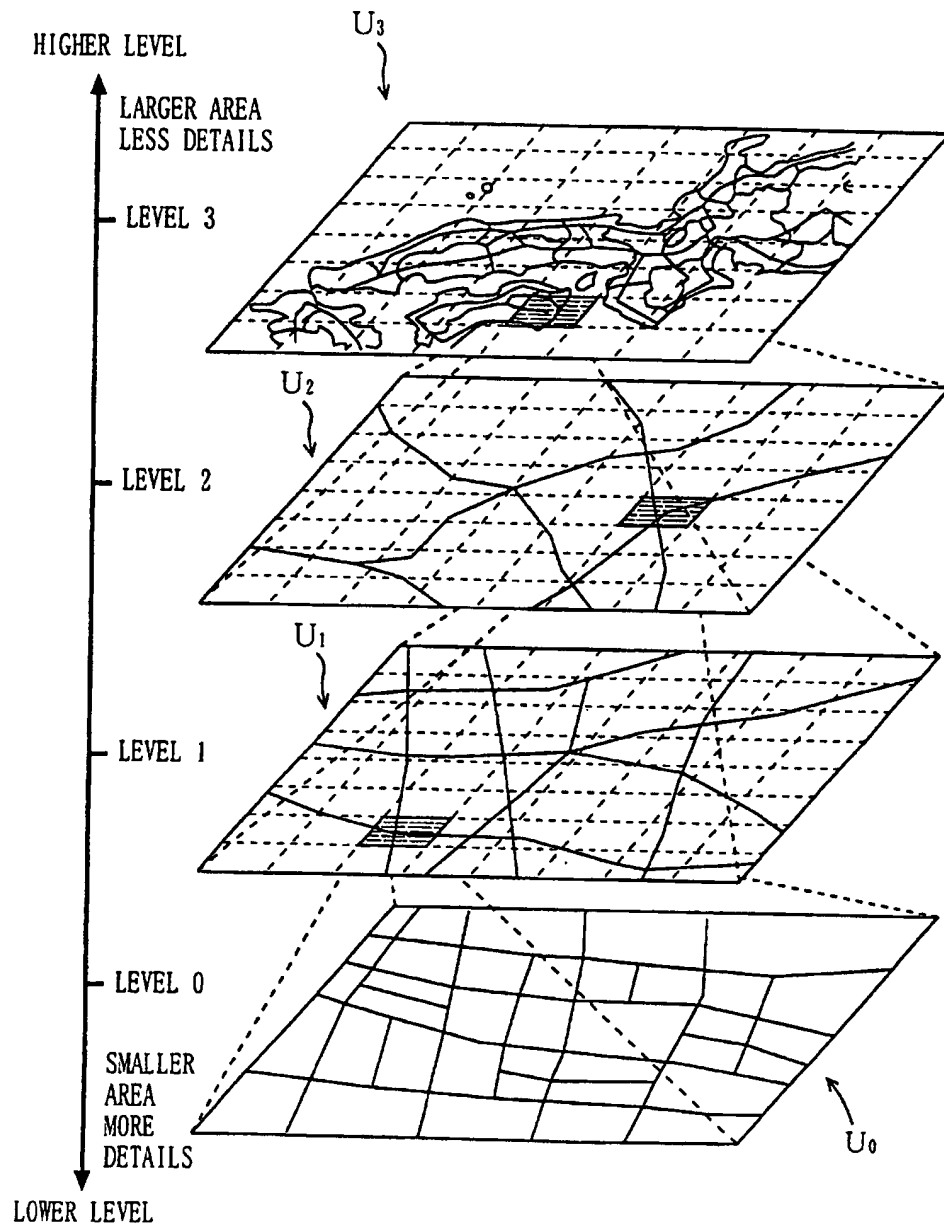 U3
HIGHER LEVEL
LARGER AREA
LESS DETAILS
LEVEL 3
U2
LEVEL 2
U1
LEVEL 1
LEVEL 0
SMALLER
AREA
MORE
DETAILS
U0
LOWER LEVEL